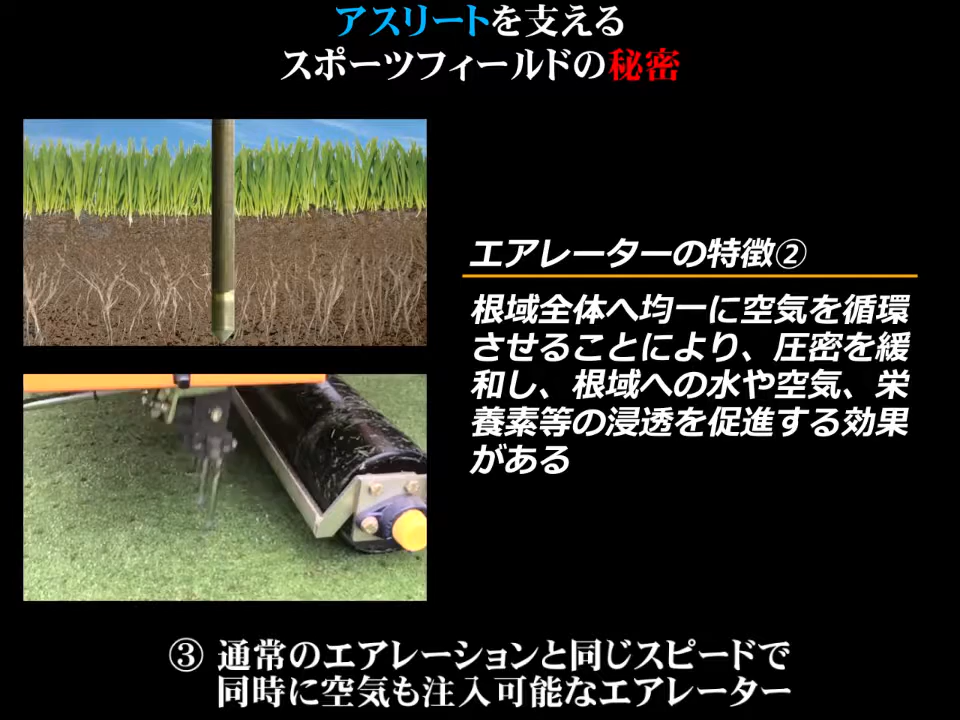 アスリートを支える
スポーツフィールドの秘密
エアレーターの特徴②
根域全体へ均一に空気を循環
させることにより、圧密を緩
和し、根域への水や空気、栄
養素等の浸透を促進する効果
がある
③ 通常のエアレーションと同じスピードで
同時に空気も注入可能なエアレーター